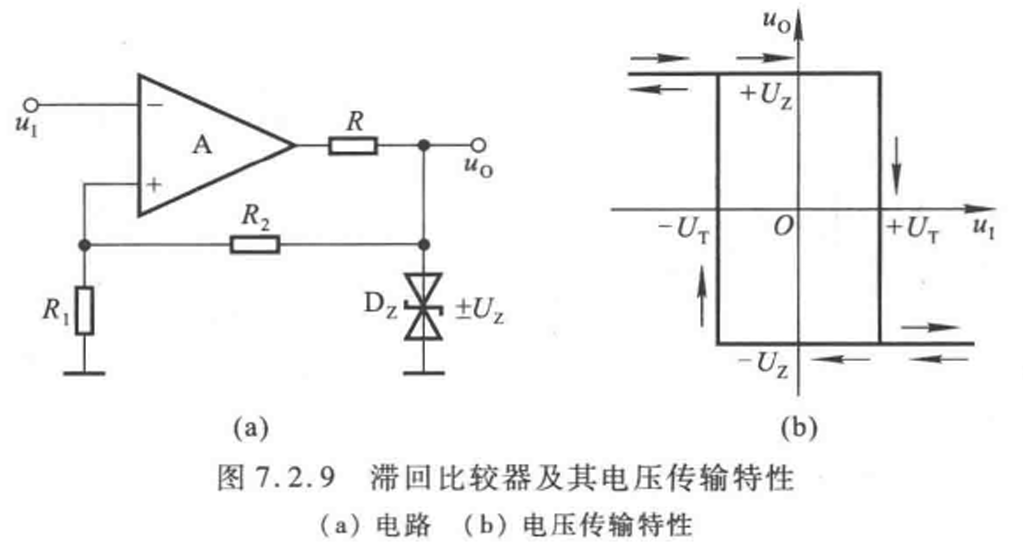 u_I
−
A
+
R
u_O
R_2
R_1
D_Z ±U_Z
(a)
u_O
+U_Z
−U_T O +U_T u_I
−U_Z
(b)
图 7.2.9 滞回比较器及其电压传输特性
(a) 电路 (b) 电压传输特性